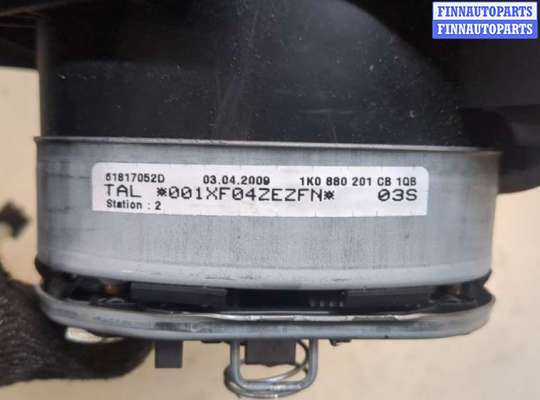 FINNAUTOPARTS
FINNAUTOPARTS
61817052D 03.04.2009 1K0 880 201 CB 1QB
TAL *001XF04ZEZFN* 03S
Station : 2